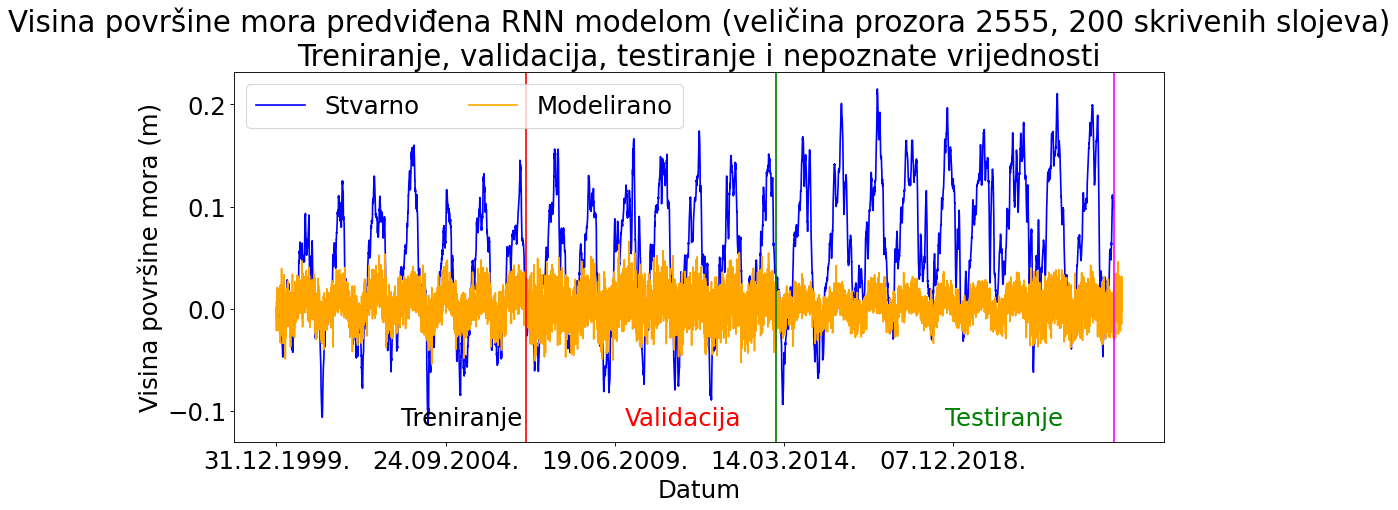 Visina površine mora predviđena RNN modelom (veličina prozora 2555, 200 skrivenih slojeva)
Treniranje, validacija, testiranje i nepoznate vrijednosti
Stvarno
Modelirano
Visina površine mora (m)
0.2
0.1
0.0
−0.1
Treniranje
Validacija
Testiranje
31.12.1999.
24.09.2004.
19.06.2009.
14.03.2014.
07.12.2018.
Datum